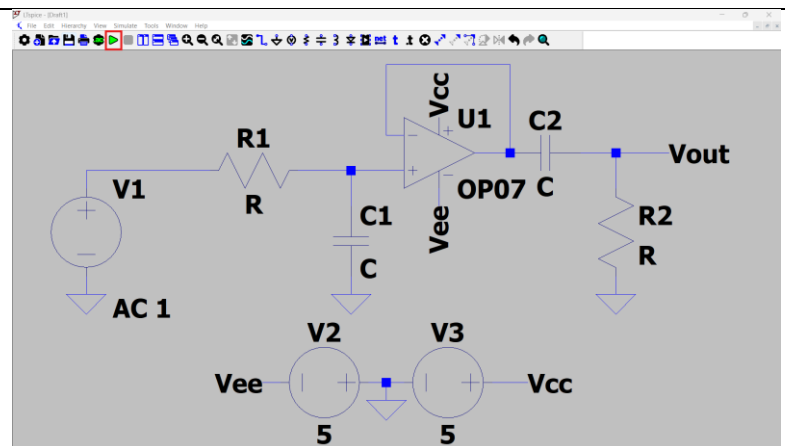 LTspice - [Draft1]
File Edit Hierarchy View Simulate Tools Window Help
Vcc
U1
C2
R1
Vout
V1
R
C1
Vee
OP07
C
R2
R
C
AC 1
V2
V3
Vee
Vcc
5
5